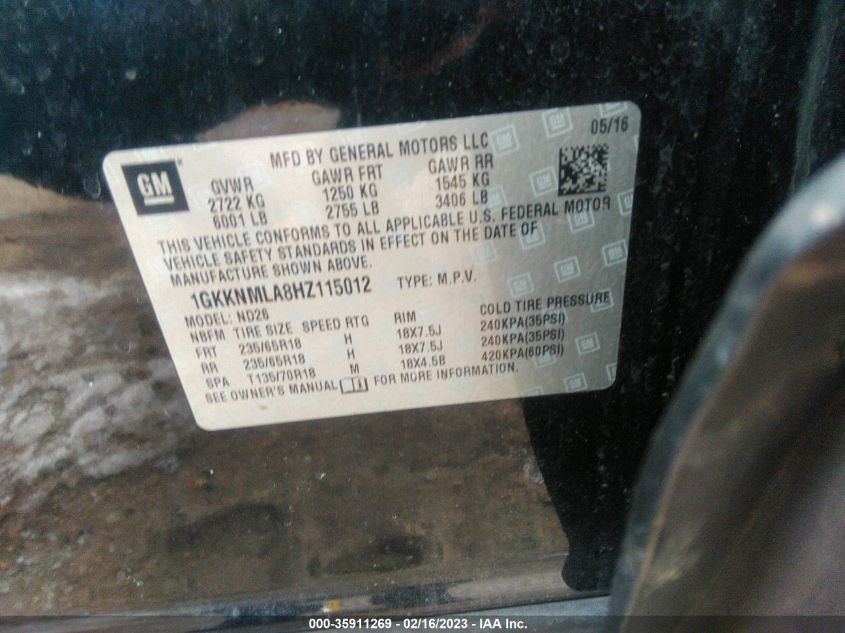 05/16
MFD BY GENERAL MOTORS LLC
GM
GVWR GAWR FRT GAWR RR
2722 KG 1250 KG 1545 KG
6001 LB 2755 LB 3406 LB
THIS VEHICLE CONFORMS TO ALL APPLICABLE U.S. FEDERAL MOTOR
VEHICLE SAFETY STANDARDS IN EFFECT ON THE DATE OF
MANUFACTURE SHOWN ABOVE.
1GKKNMLA8HZ115012 TYPE: M.P.V.
MODEL: ND26
NBFM TIRE SIZE SPEED RTG RIM COLD TIRE PRESSURE
FRT 235/65R18 H 18X7.5J 240KPA(35PSI)
RR 235/65R18 H 18X7.5J 240KPA(35PSI)
SPA T135/70R18 M 18X4.5B 420KPA(60PSI)
SEE OWNER'S MANUAL FOR MORE INFORMATION.
000-35911269 - 02/16/2023 - IAA Inc.